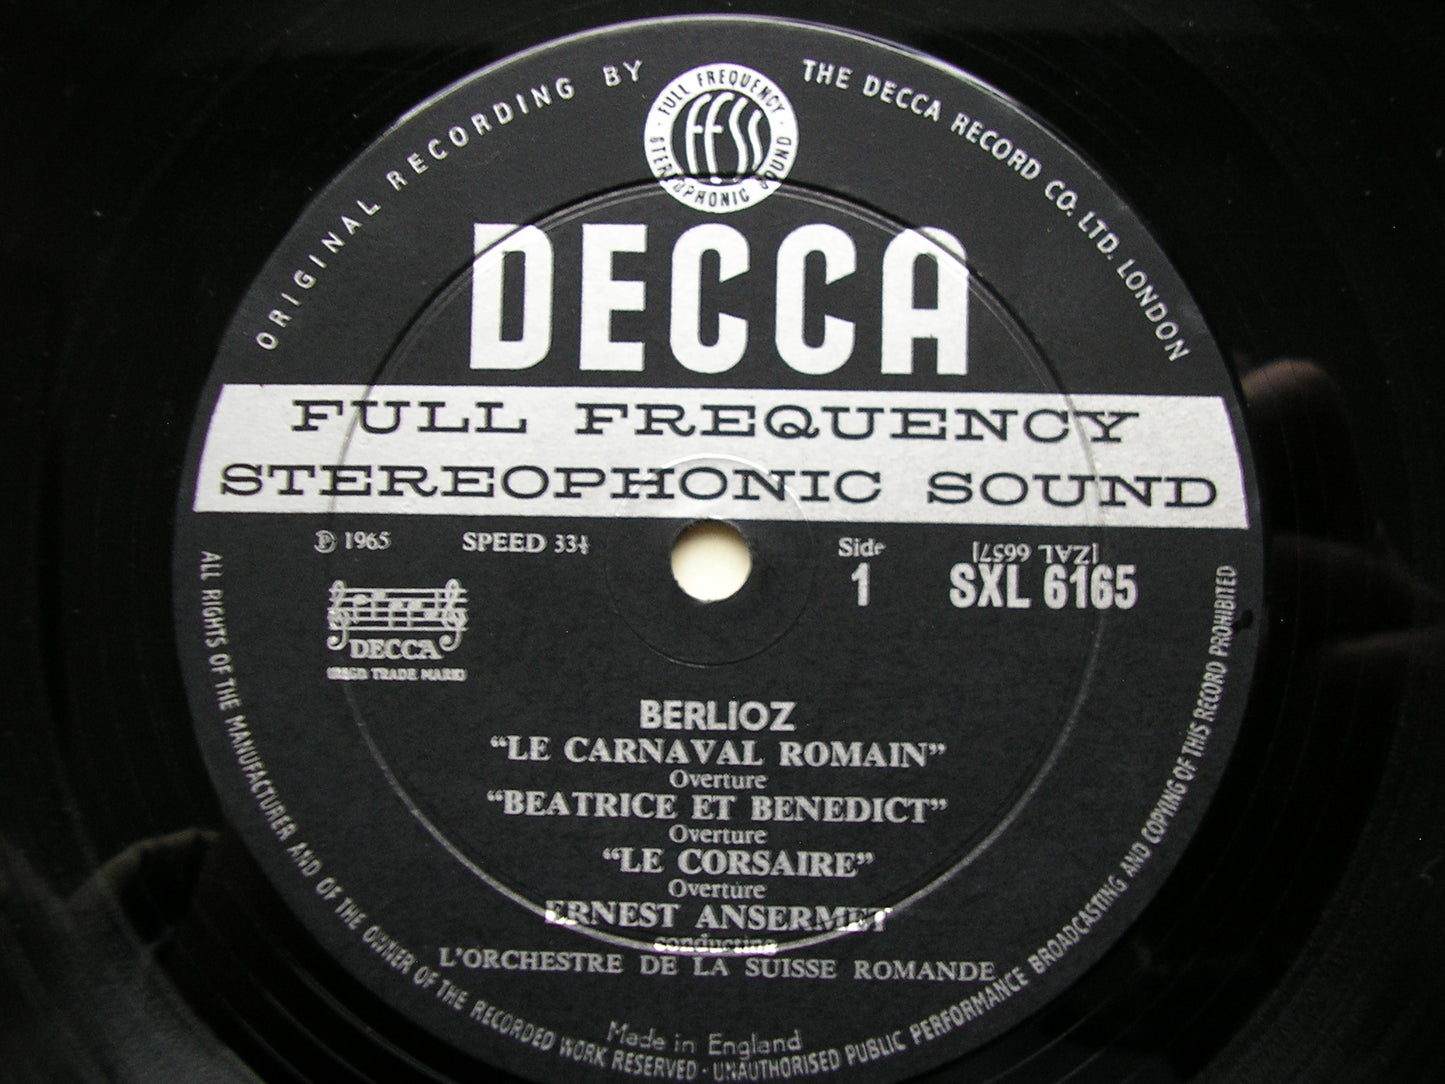 ORIGINAL RECORDING BY THE DECCA RECORD CO. LTD. LONDON
FULL FREQUENCY
FFSS
STEREOPHONIC SOUND
DECCA
FULL FREQUENCY
STEREOPHONIC SOUND
Ⓟ 1965 SPEED 33⅓
Side
1
[ZAL 6657]
SXL 6165
DECCA
(REGD TRADE MARK)
BERLIOZ
“LE CARNAVAL ROMAIN”
Overture
“BEATRICE ET BENEDICT”
Overture
“LE CORSAIRE”
Overture
ERNEST ANSERMET
conducting
L’ORCHESTRE DE LA SUISSE ROMANDE
Made in England
ALL RIGHTS OF THE MANUFACTURER AND OF THE OWNER OF THE RECORDED WORK RESERVED · UNAUTHORISED PUBLIC PERFORMANCE BROADCASTING AND COPYING OF THIS RECORD PROHIBITED